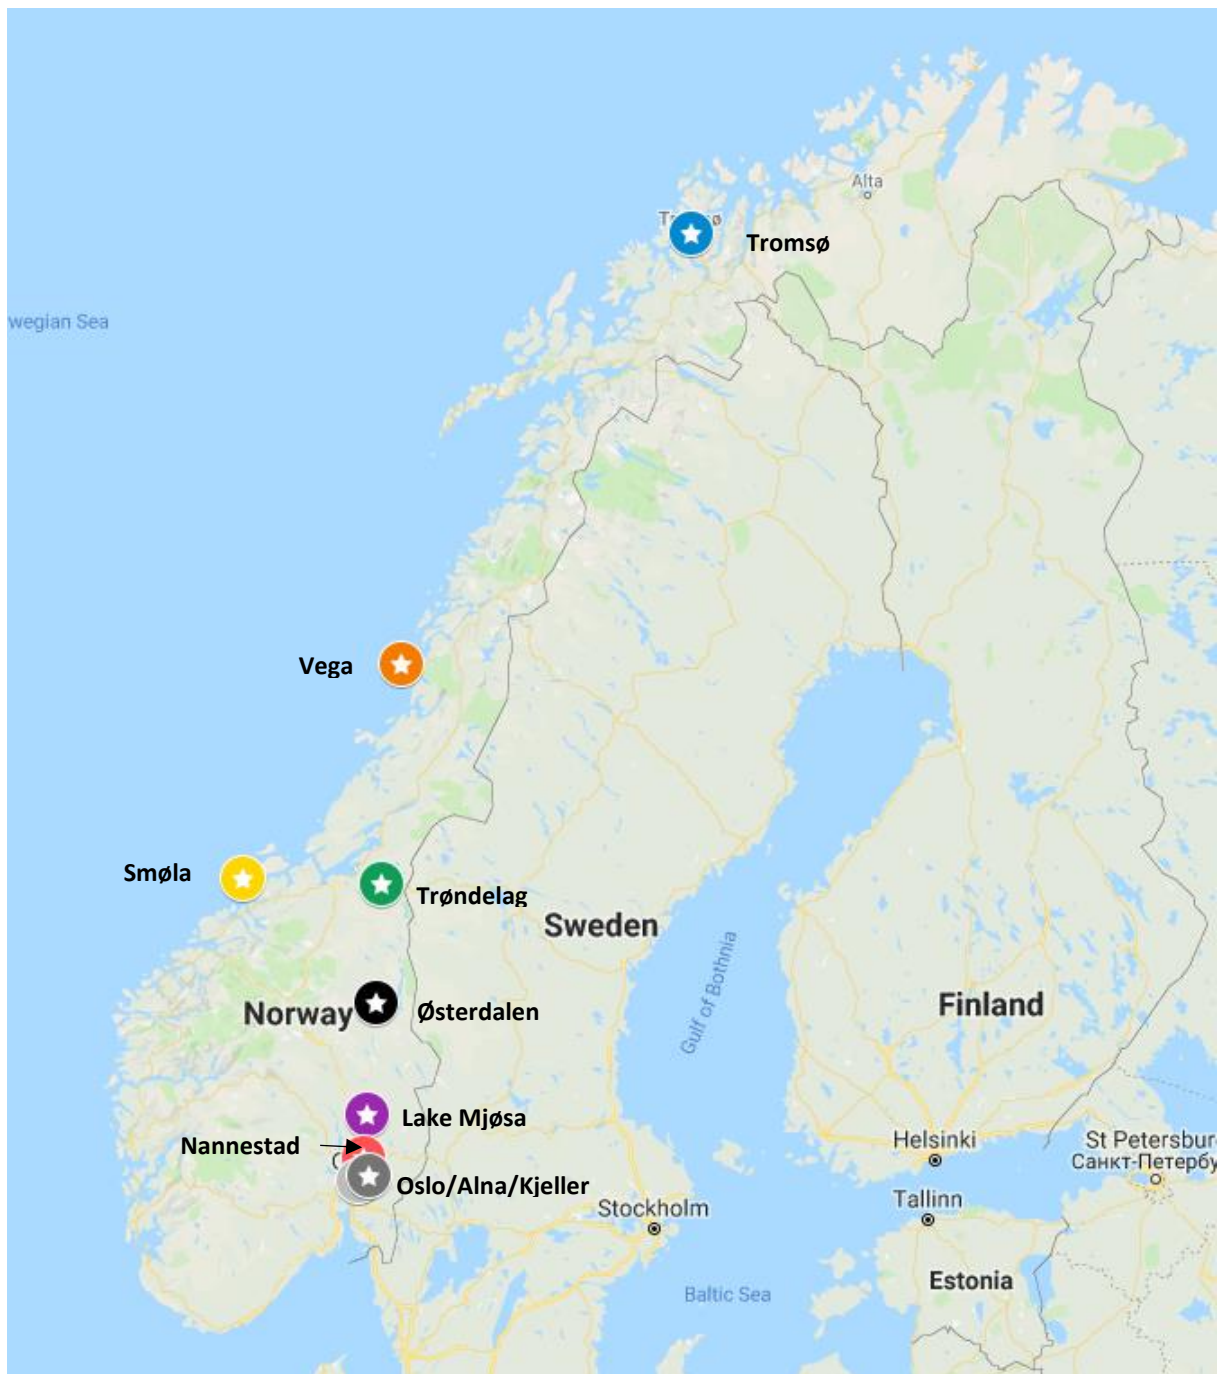 Alta
Tromsø
wegian Sea
Vega
Smøla
Trøndelag
Sweden
Gulf of Bothnia
Norway
Østerdalen
Finland
Lake Mjøsa
Nannestad
Helsinki
St Petersbur
Санкт-Петербу
Oslo/Alna/Kjeller
Stockholm
Tallinn
Estonia
Baltic Sea